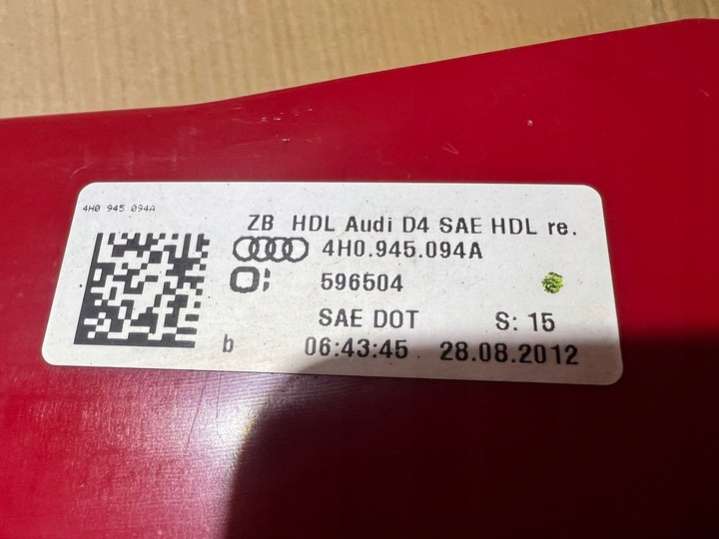 4H0 945 094A
ZB HDL Audi D4 SAE HDL re.
4H0.945.094A
596504
SAE DOT S: 15
b 06:43:45 28.08.2012